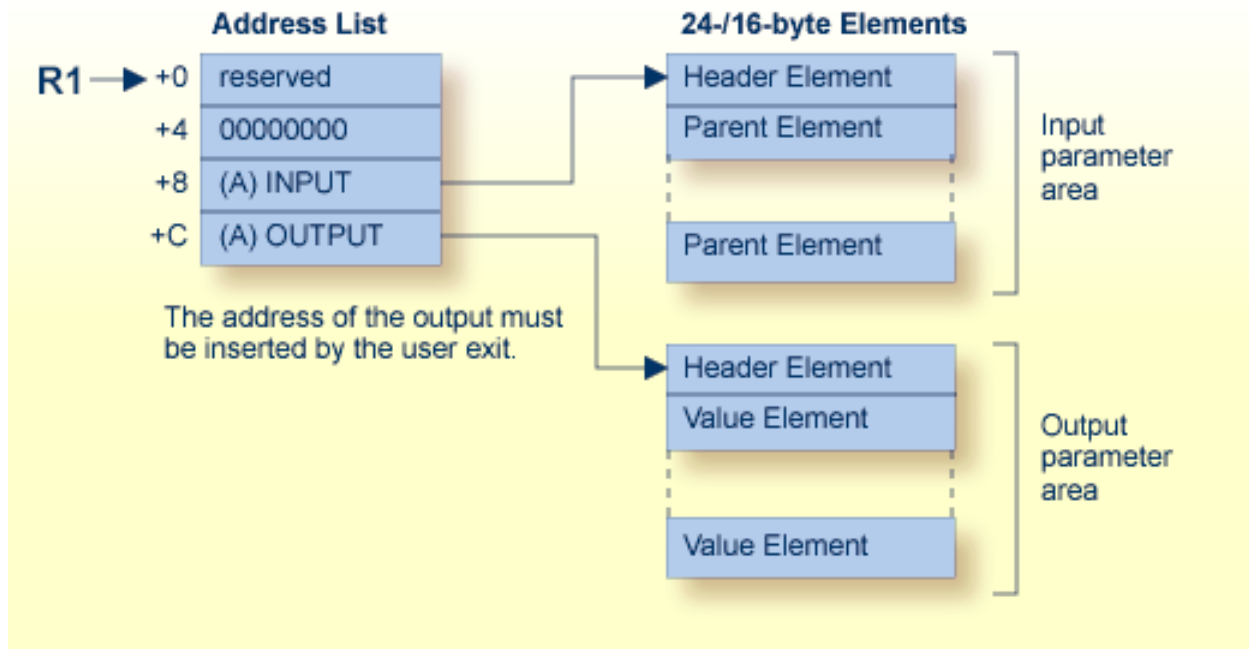 Address List
R1
+0 reserved
+4 00000000
+8 (A) INPUT
+C (A) OUTPUT
The address of the output must
be inserted by the user exit.
24-/16-byte Elements
Header Element
Parent Element
Parent Element
Input
parameter
area
Header Element
Value Element
Value Element
Output
parameter
area